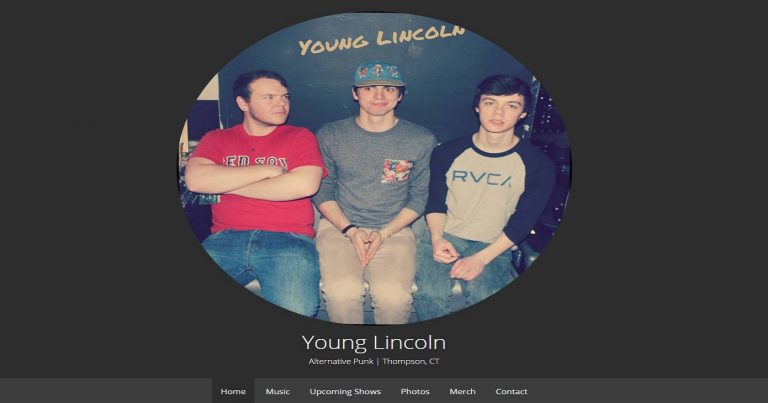 Young Lincoln
RED SOX
RVCA
Young Lincoln
Alternative Punk | Thompson, CT
Home Music Upcoming Shows Photos Merch Contact